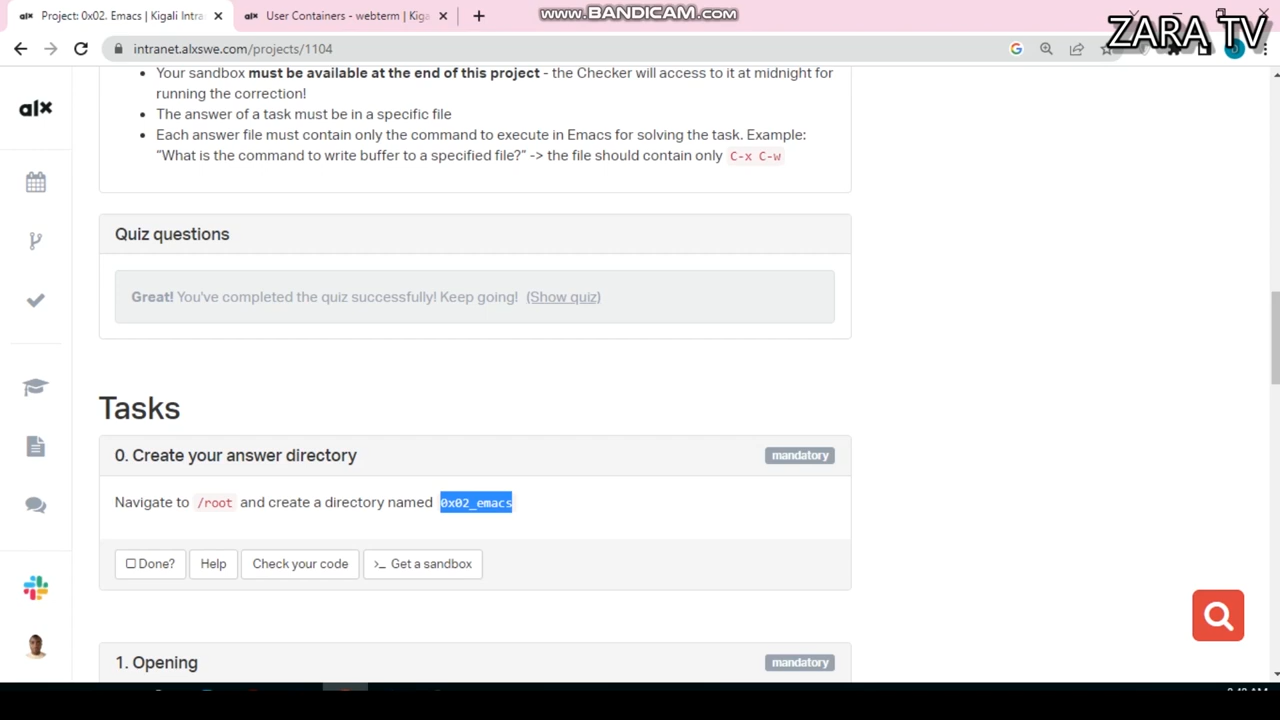 Project: 0x02. Emacs | Kigali Intra
User Containers - webterm | Kiga
www.BANDICAM.com
ZARA TV
intranet.alxswe.com/projects/1104
alx
• Your sandbox must be available at the end of this project - the Checker will access to it at midnight for
running the correction!
• The answer of a task must be in a specific file
• Each answer file must contain only the command to execute in Emacs for solving the task. Example:
“What is the command to write buffer to a specified file?” -> the file should contain only C-x C-w
Quiz questions
Great! You've completed the quiz successfully! Keep going! (Show quiz)
Tasks
0. Create your answer directory
mandatory
Navigate to /root and create a directory named 0x02_emacs
Done?
Help
Check your code
>_ Get a sandbox
1. Opening
mandatory